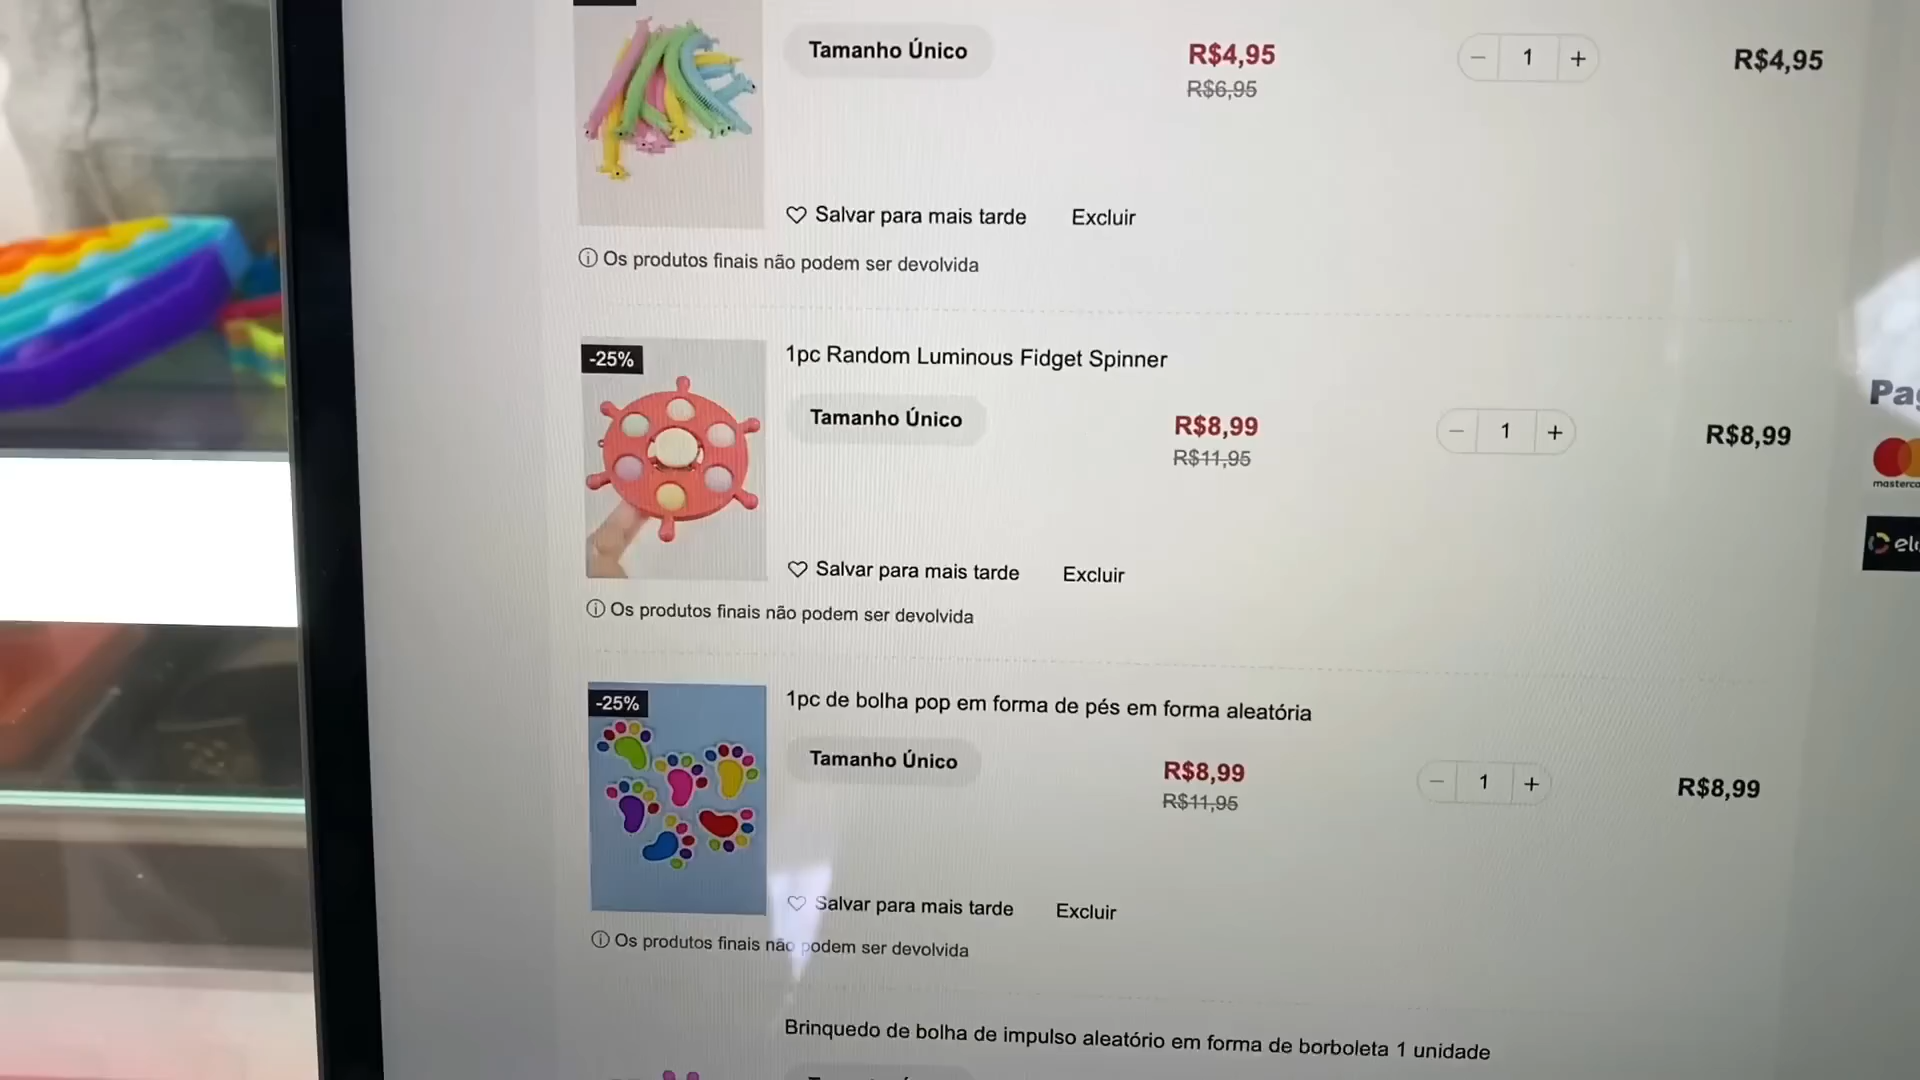 Tamanho Único
R$4,95
R$6,95
1
R$4,95
Salvar para mais tarde
Excluir
Os produtos finais não podem ser devolvida
-25%
1pc Random Luminous Fidget Spinner
Tamanho Único
R$8,99
R$11,95
1
R$8,99
Salvar para mais tarde
Excluir
Os produtos finais não podem ser devolvida
-25%
1pc de bolha pop em forma de pés em forma aleatória
Tamanho Único
R$8,99
R$11,95
1
R$8,99
Salvar para mais tarde
Excluir
Os produtos finais não podem ser devolvida
Brinquedo de bolha de impulso aleatório em forma de borboleta 1 unidade